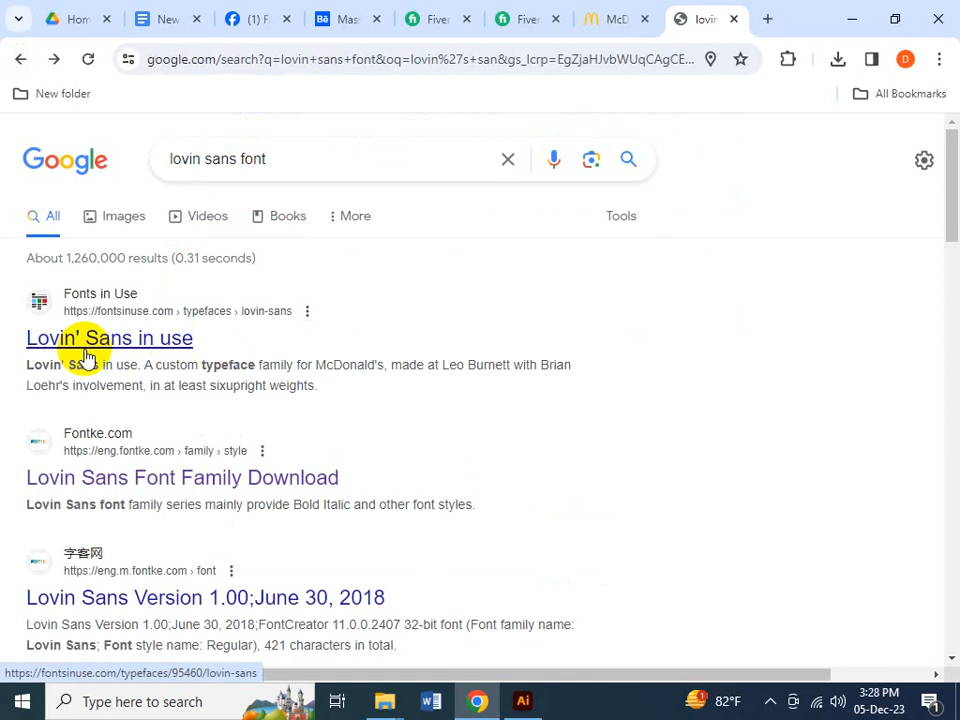 Home
New
(1) F
Mass
Fiver
Fiver
McD
lovin
google.com/search?q=lovin+sans+font&oq=lovin%27s+san&gs_lcrp=EgZjaHJvbWUqCAgCE...
D
New folder
All Bookmarks
Google
lovin sans font
All
Images
Videos
Books
More
Tools
About 1,260,000 results (0.31 seconds)
Fonts in Use
https://fontsinuse.com › typefaces › lovin-sans
Lovin' Sans in use
Lovin' Sans in use. A custom typeface family for McDonald's, made at Leo Burnett with Brian
Loehr's involvement, in at least sixupright weights.
Fontke.com
https://eng.fontke.com › family › style
Lovin Sans Font Family Download
Lovin Sans font family series mainly provide Bold Italic and other font styles.
字客网
https://eng.m.fontke.com › font
Lovin Sans Version 1.00;June 30, 2018
Lovin Sans Version 1.00;June 30, 2018;FontCreator 11.0.0.2407 32-bit font (Font family name:
Lovin Sans; Font style name: Regular), 421 characters in total.
https://fontsinuse.com/typefaces/95460/lovin-sans
Type here to search
Ai
82°F
3:28 PM
05-Dec-23